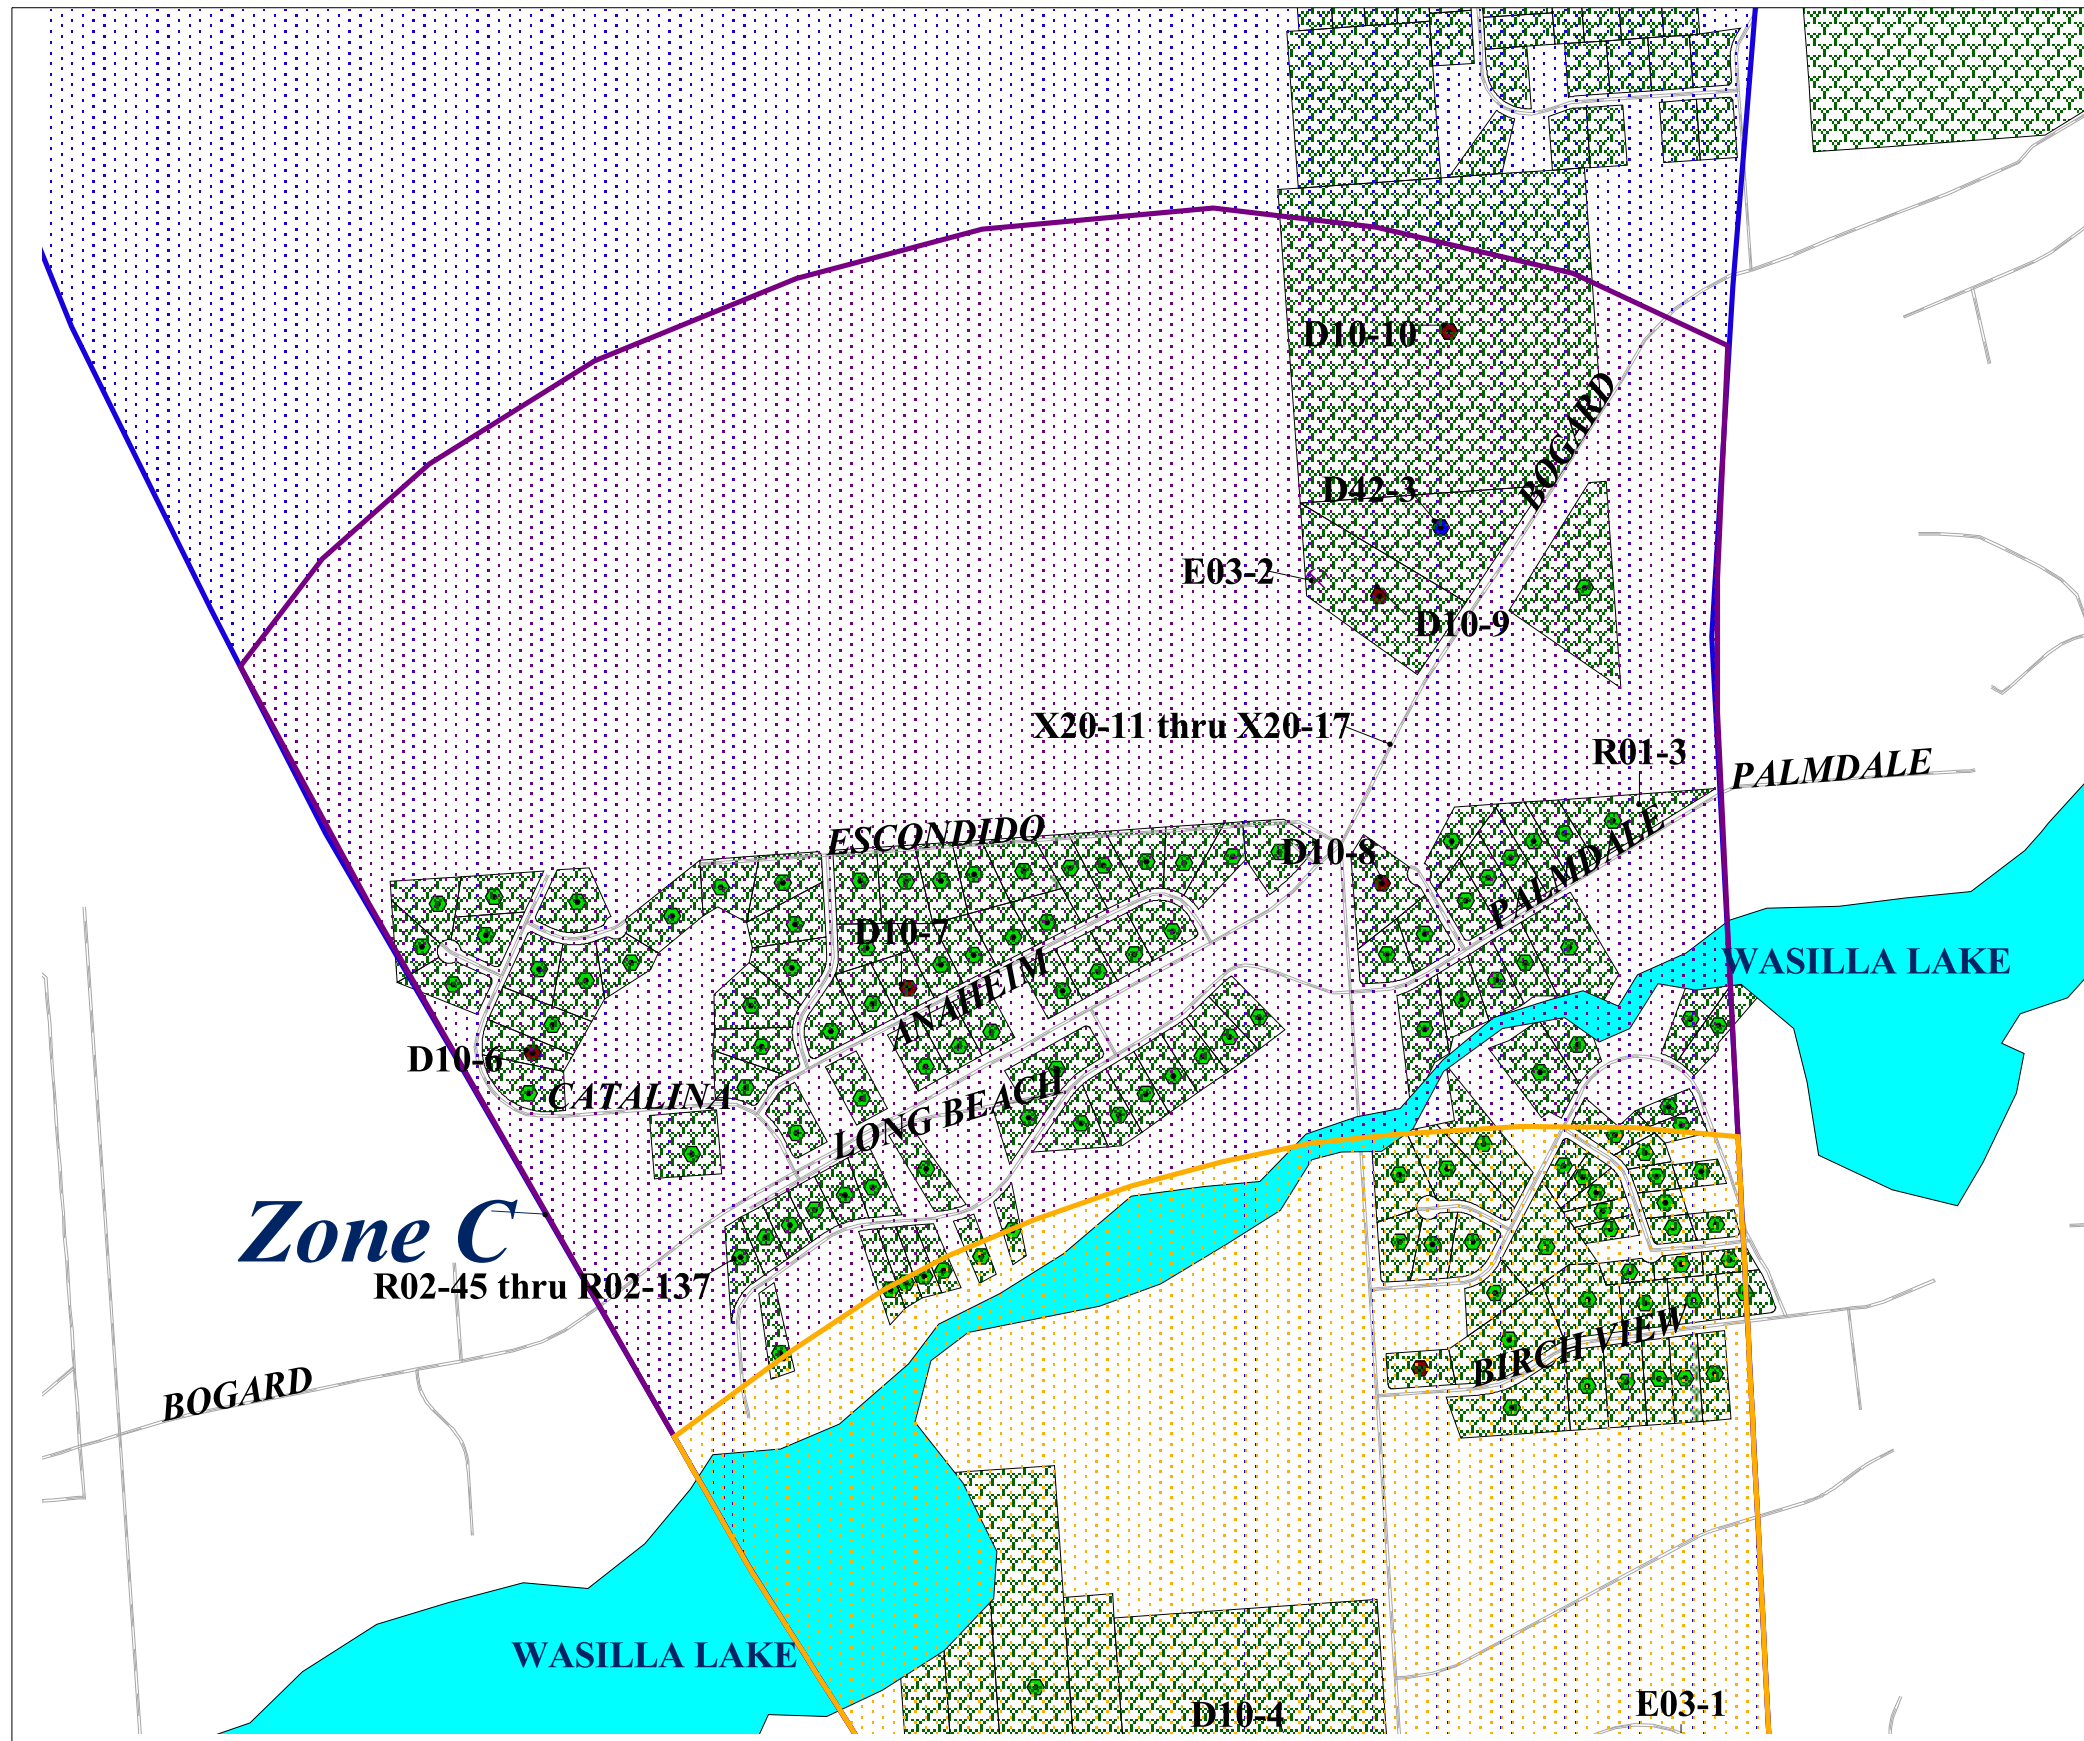 D10-10
BOGARD
D42-3
E03-2
D10-9
X20-11 thru X20-17
R01-3
PALMDALE
ESCONDIDO
D10-8
PALMDALE
D10-7
WASILLA LAKE
ANAHEIM
D10-6
CATALINA
LONG BEACH
Zone C
R02-45 thru R02-137
BIRCH VIEW
BOGARD
WASILLA LAKE
D10-4
E03-1